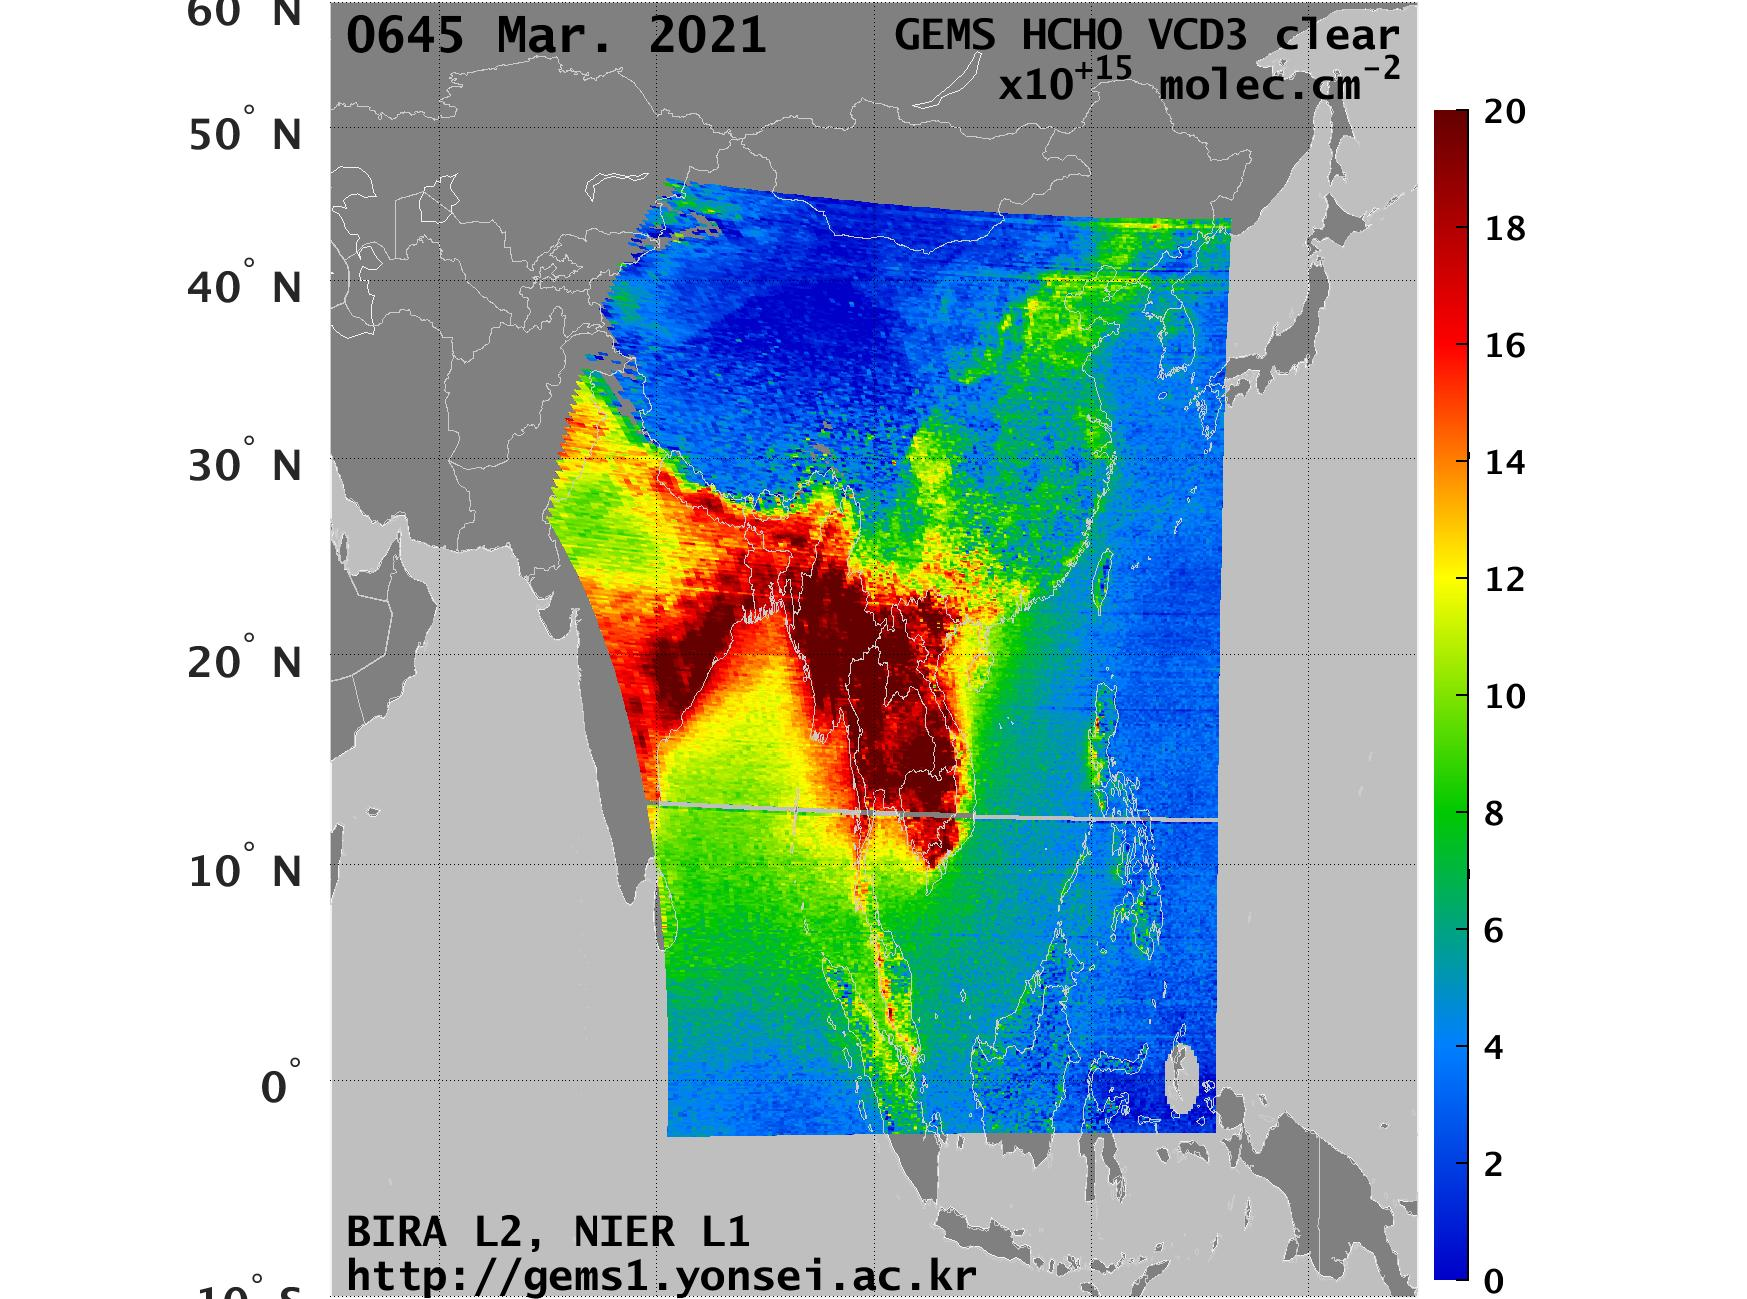 60 N
0645 Mar. 2021
GEMS HCHO VCD3 clear
x10+15 molec.cm-2
50° N
40° N
30° N
20° N
10° N
0°
10° S
20
18
16
14
12
10
8
6
4
2
0
BIRA L2, NIER L1
http://gems1.yonsei.ac.kr